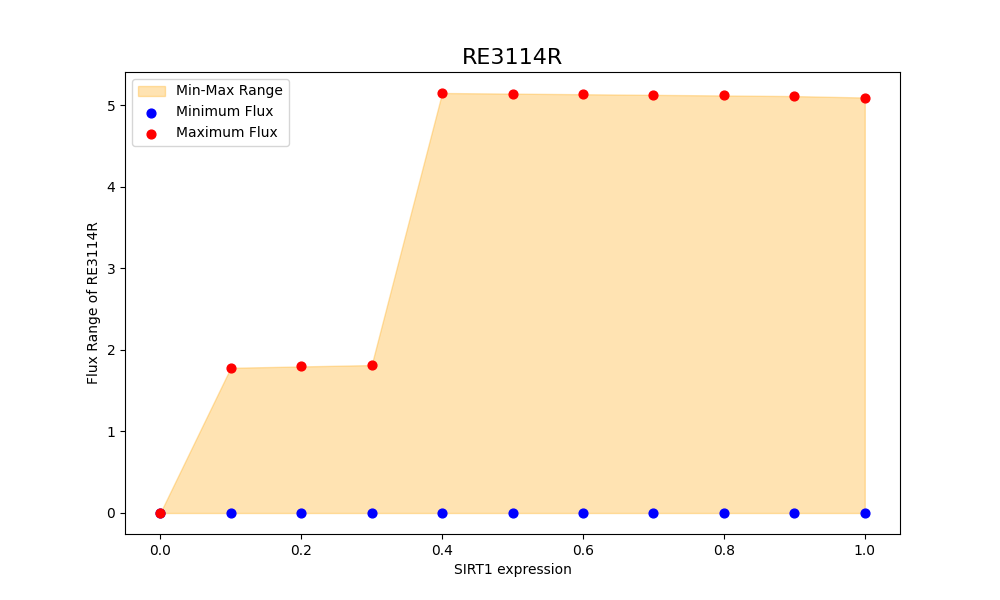 RE3114R
Min-Max Range
Minimum Flux
Maximum Flux
Flux Range of RE3114R
5
4
3
2
1
0
0.0 0.2 0.4 0.6 0.8 1.0
SIRT1 expression